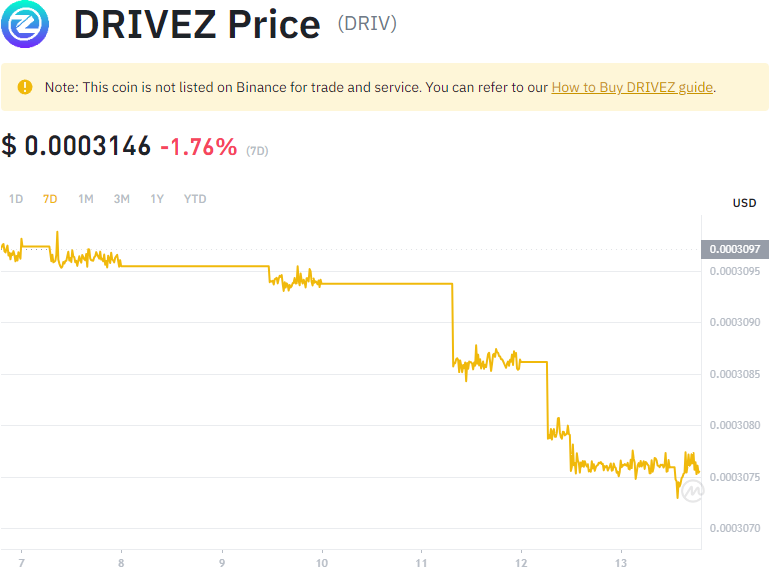 DRIVEZ Price (DRIV)
Note: This coin is not listed on Binance for trade and service. You can refer to our How to Buy DRIVEZ guide.
$ 0.0003146 -1.76% (7D)
1D 7D 1M 3M 1Y YTD
USD
0.0003097
0.0003095
0.0003090
0.0003085
0.0003080
0.0003075
0.0003070
7 8 9 10 11 12 13